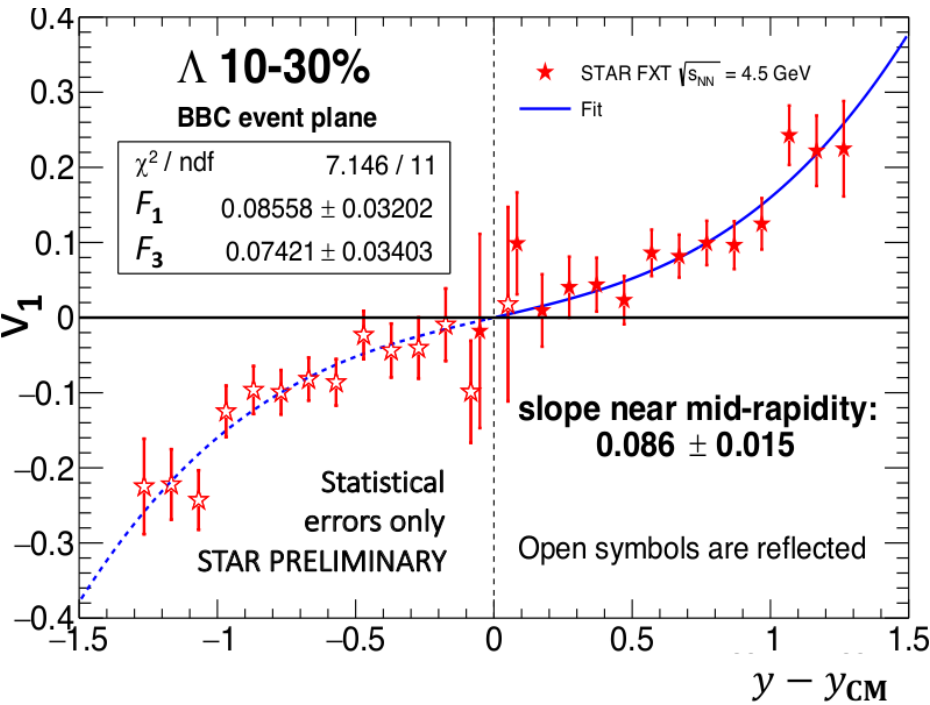 Λ 10-30%
BBC event plane
χ² / ndf 7.146 / 11
F₁ 0.08558 ± 0.03202
F₃ 0.07421 ± 0.03403
STAR FXT √sNN = 4.5 GeV
Fit
slope near mid-rapidity:
0.086 ± 0.015
Statistical
errors only
STAR PRELIMINARY
Open symbols are reflected
V₁
0.4
0.3
0.2
0.1
0
−0.1
−0.2
−0.3
−0.4
−1.5 −1 −0.5 0 0.5 1 1.5
y − yCM